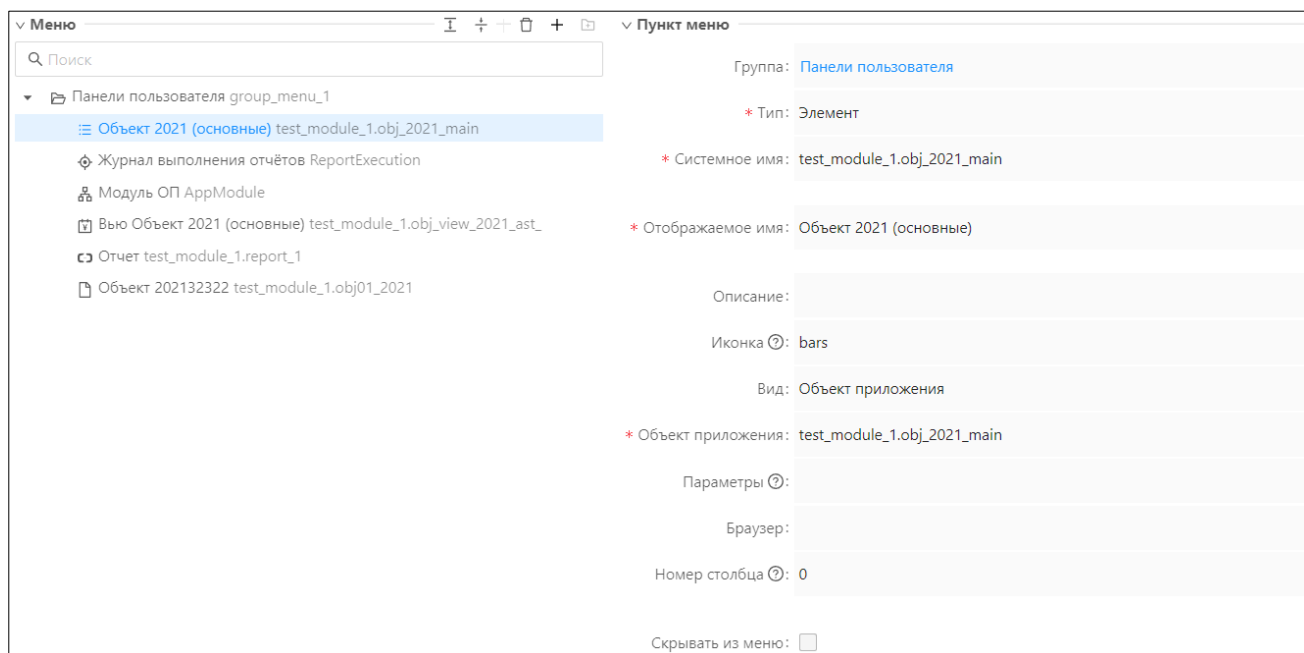 Меню
Поиск
Панели пользователя group_menu_1
Объект 2021 (основные) test_module_1.obj_2021_main
Журнал выполнения отчётов ReportExecution
Модуль ОП AppModule
Вью Объект 2021 (основные) test_module_1.obj_view_2021_ast_
Отчет test_module_1.report_1
Объект 202132322 test_module_1.obj01_2021
Пункт меню
Группа: Панели пользователя
* Тип: Элемент
* Системное имя: test_module_1.obj_2021_main
* Отображаемое имя: Объект 2021 (основные)
Описание:
Иконка ?: bars
Вид: Объект приложения
* Объект приложения: test_module_1.obj_2021_main
Параметры ?:
Браузер:
Номер столбца ?: 0
Скрывать из меню: